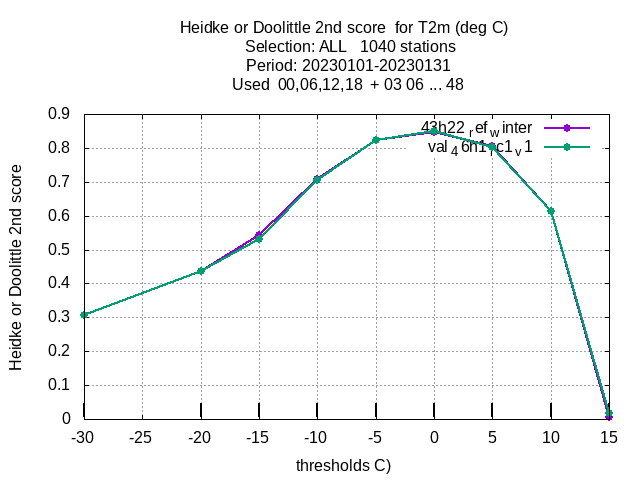 Heidke or Doolittle 2nd score  for T2m (deg C)
Selection: ALL   1040 stations
Period: 20230101-20230131
Used  00,06,12,18  + 03 06 ... 48
Heidke or Doolittle 2nd score
0.9
0.8
0.7
0.6
0.5
0.4
0.3
0.2
0.1
0
43h22 ref winter
-30
-25
-20
-15
-10
-5
0
5
10
15
thresholds C)